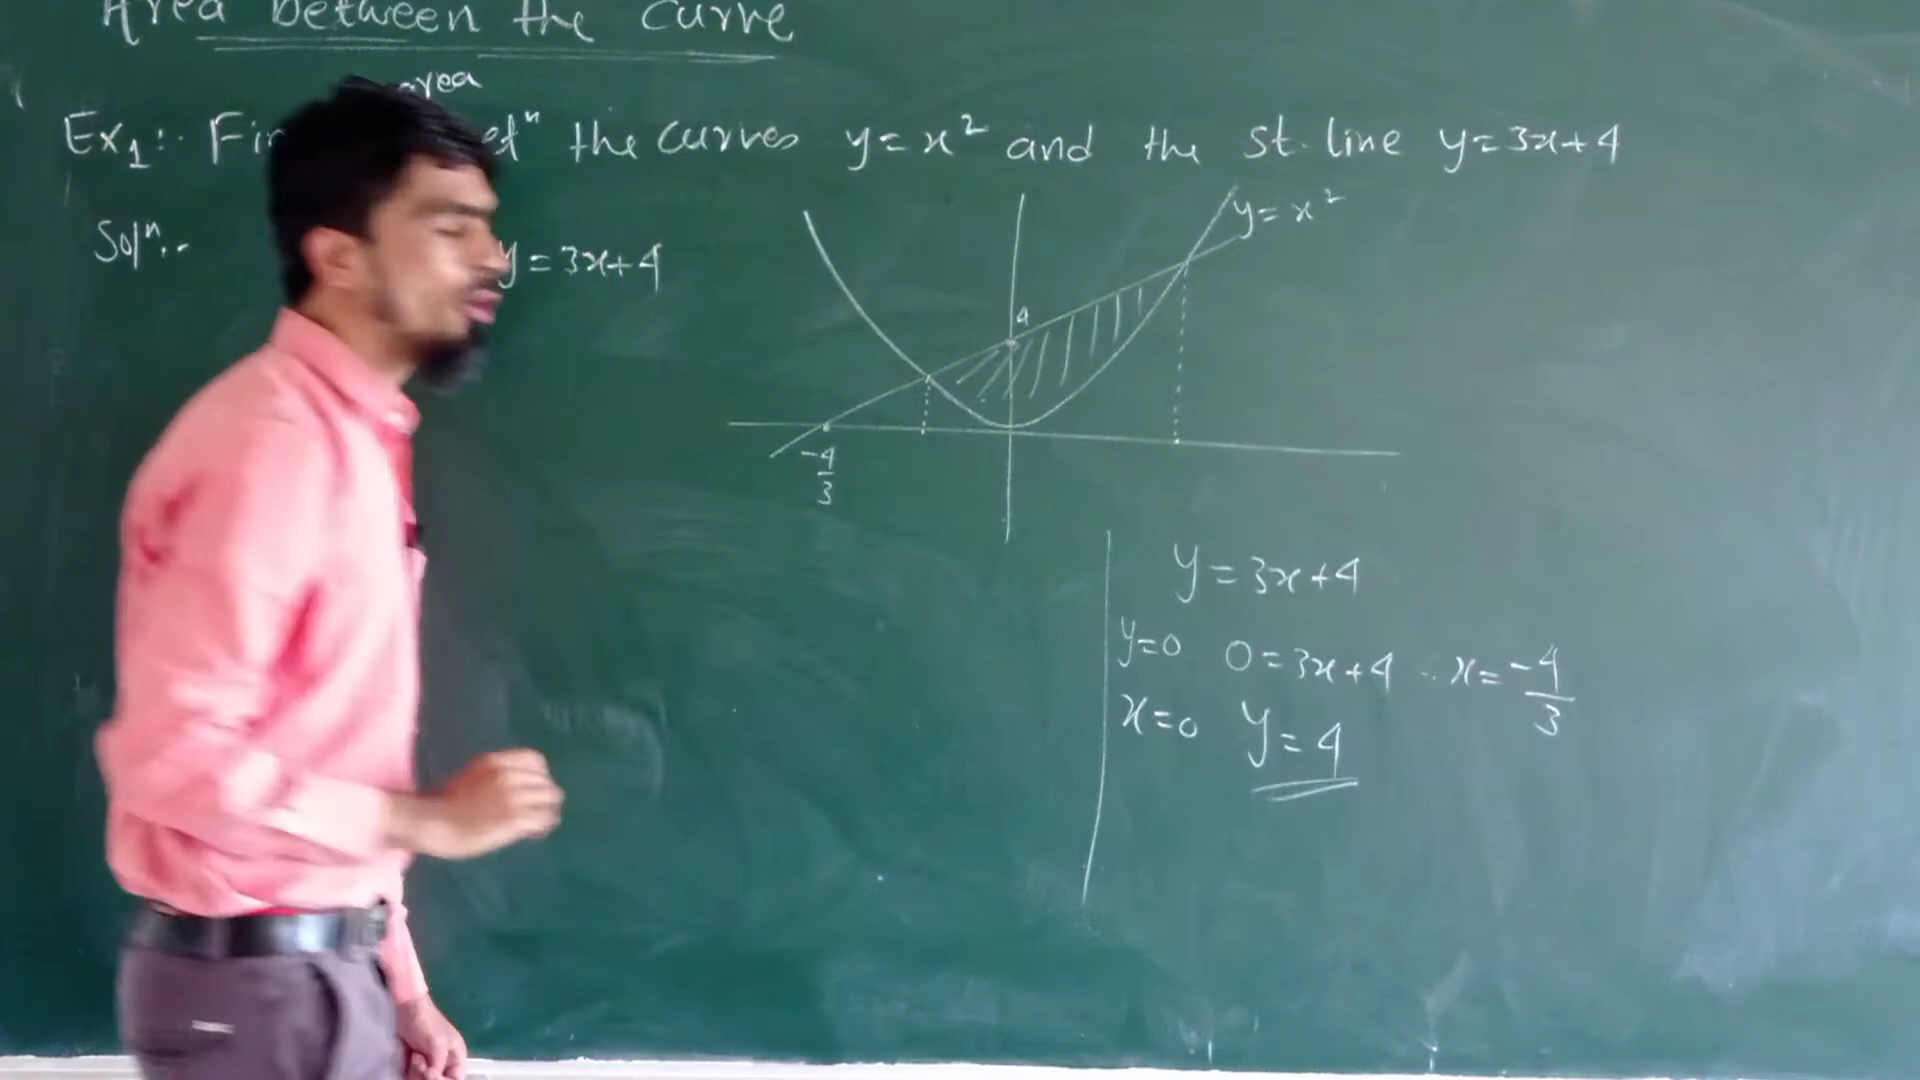 Area between the curve
area
Ex1:- Fi etⁿ the curves y = x² and the st. line y = 3x+4
Solⁿ:- y = 3x+4
y = x²
4
-4/3
y = 3x+4
y=0 0 = 3x+4 ∴ x = -4/3
x=0 y = 4